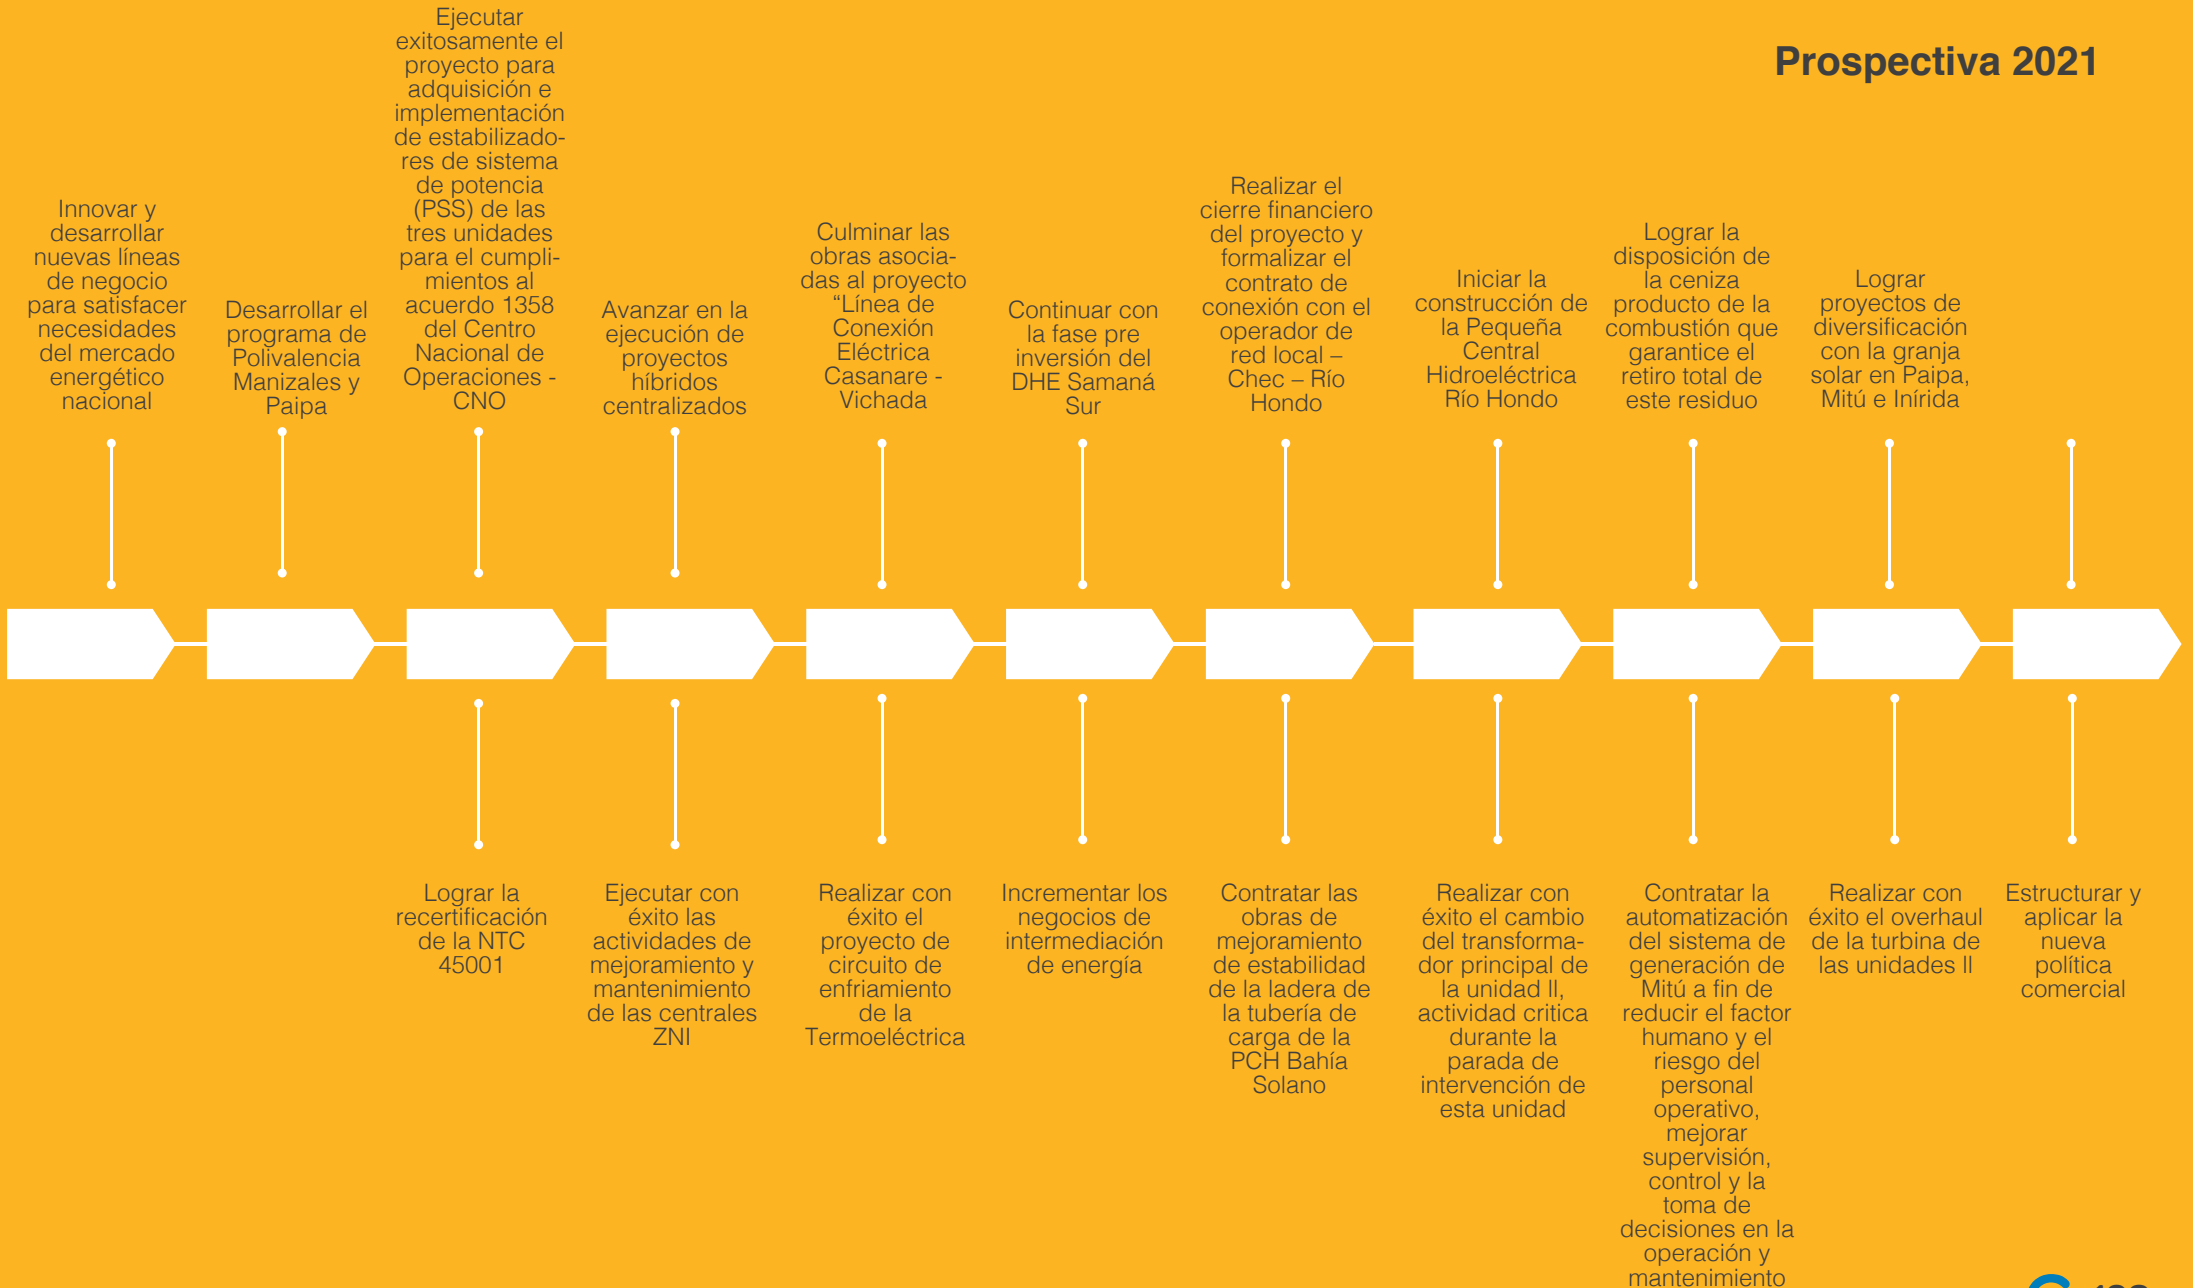 Prospectiva 2021
Innovar y
desarrollar
nuevas líneas
de negocio
para satisfacer
necesidades
del mercado
energético
nacional
Desarrollar el
programa de
Polivalencia
Manizales y
Paipa
Ejecutar
exitosamente el
proyecto para
adquisición e
implementación
de estabilizado-
res de sistema
de potencia
(PSS) de las
tres unidades
para el cumpli-
mientos al
acuerdo 1358
del Centro
Nacional de
Operaciones -
CNO
Avanzar en la
ejecución de
proyectos
híbridos
centralizados
Culminar las
obras asocia-
das al proyecto
“Línea de
Conexión
Eléctrica
Casanare -
Vichada
Continuar con
la fase pre
inversión del
DHE Samaná
Sur
Realizar el
cierre financiero
del proyecto y
formalizar el
contrato de
conexión con el
operador de
red local –
Chec – Río
Hondo
Iniciar la
construcción de
la Pequeña
Central
Hidroeléctrica
Río Hondo
Lograr la
disposición de
la ceniza
producto de la
combustión que
garantice el
retiro total de
este residuo
Lograr
proyectos de
diversificación
con la granja
solar en Paipa,
Mitú e Inírida
Lograr la
recertificación
de la NTC
45001
Ejecutar con
éxito las
actividades de
mejoramiento y
mantenimiento
de las centrales
ZNI
Realizar con
éxito el
proyecto de
circuito de
enfriamiento
de la
Termoeléctrica
Incrementar los
negocios de
intermediación
de energía
Contratar las
obras de
mejoramiento
de estabilidad
de la ladera de
la tubería de
carga de la
PCH Bahía
Solano
Realizar con
éxito el cambio
del transforma-
dor principal de
la unidad II,
actividad critica
durante la
parada de
intervención de
esta unidad
Contratar la
automatización
del sistema de
generación de
Mitú a fin de
reducir el factor
humano y el
riesgo del
personal
operativo,
mejorar
supervisión,
control y la
toma de
decisiones en la
operación y
mantenimiento
Realizar con
éxito el overhaul
de la turbina de
las unidades II
Estructurar y
aplicar la
nueva
política
comercial